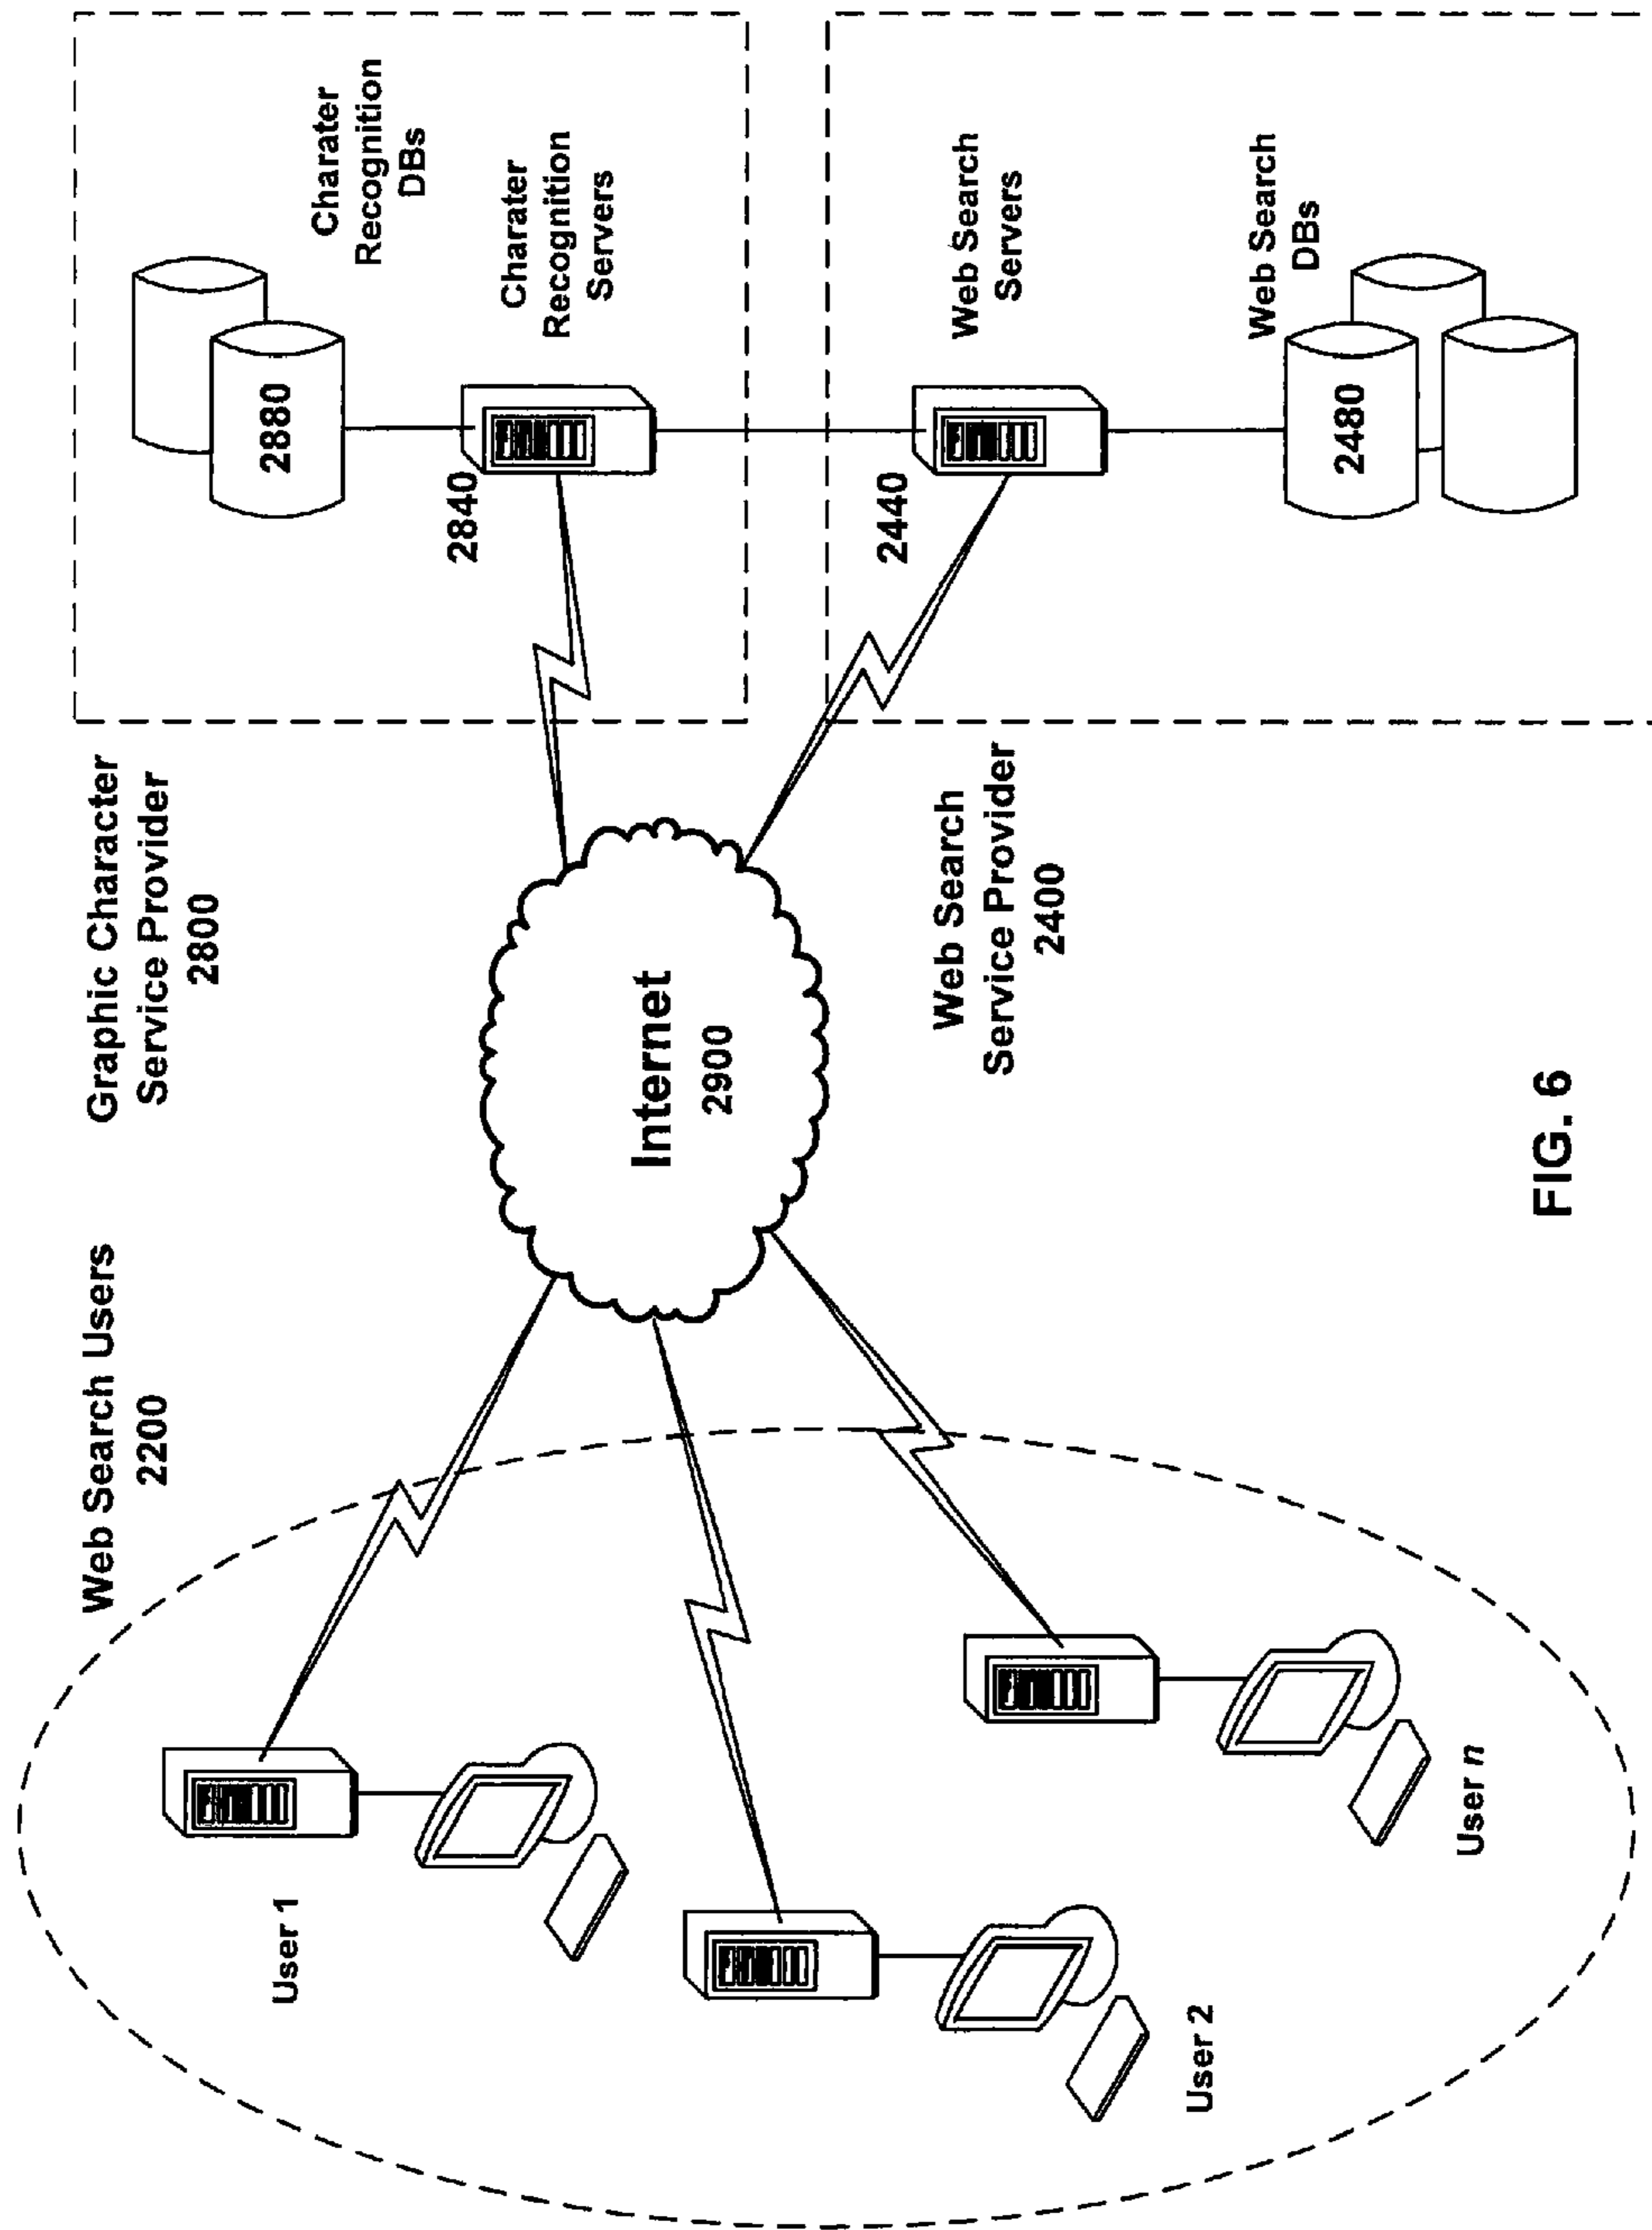 Web Search Users
2200
Graphic Character
Service Provider
2800
Charater
Recognition
DBs
2880
Charater
Recognition
Servers
2840
User 1
Internet
2900
2440
Web Search
Servers
Web Search
Service Provider
2400
User 2
User n
Web Search
DBs
2480
FIG. 6